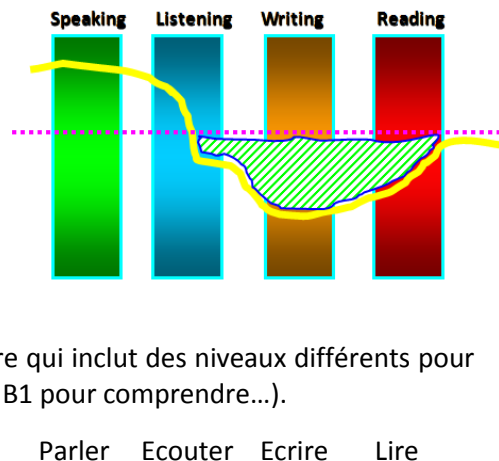 Speaking Listening Writing Reading
re qui inclut des niveaux différents pour
B1 pour comprendre…).
Parler Ecouter Ecrire Lire